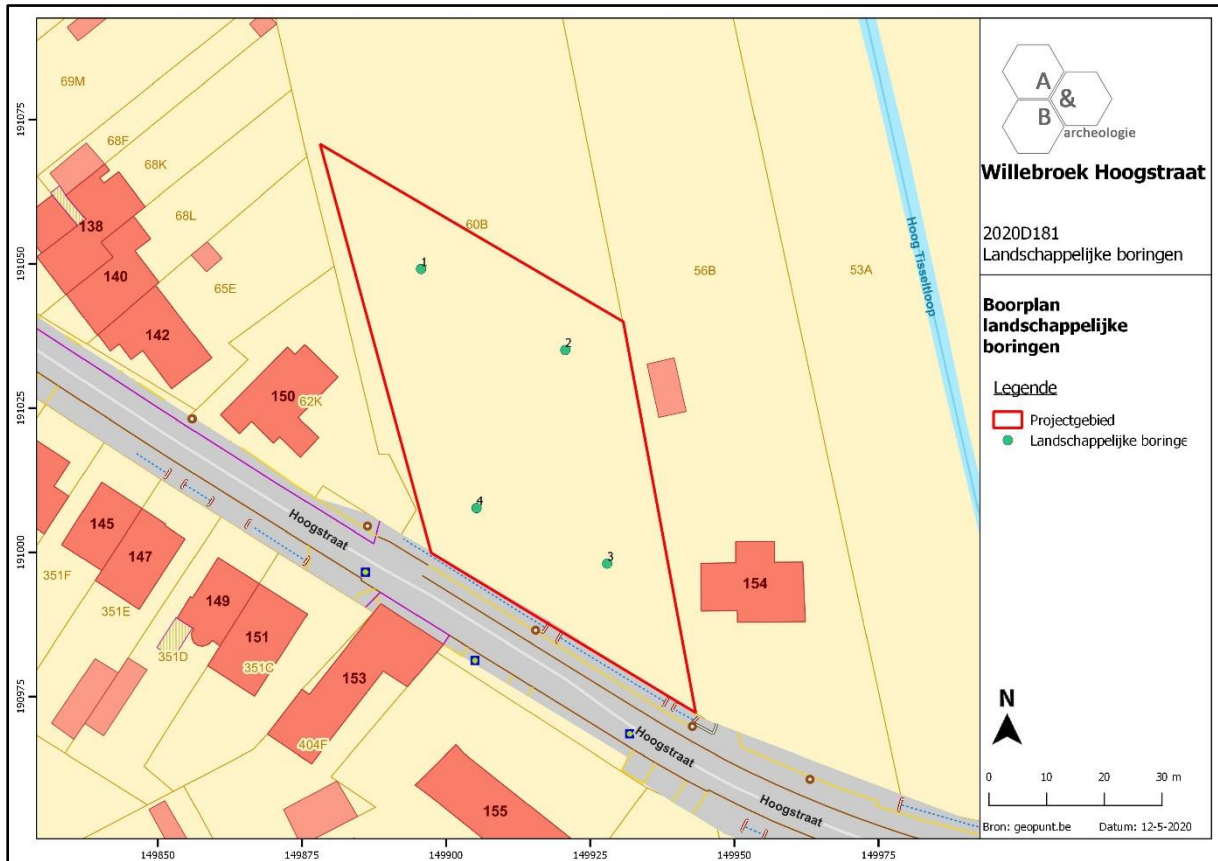 69M
68F
68K
138
68L
140
65E
142
150
62K
60B
1
2
56B
53A
Hoog Tisseltloop
4
3
154
Hoogstraat
145
147
351F
351E
149
151
351D
351C
153
404F
155
Hoogstraat
Hoogstraat
191075
191050
191025
191000
190975
149850
149875
149900
149925
149950
149975
A
&
B
archeologie
Willebroek Hoogstraat
2020D181
Landschappelijke boringen
Boorplan
landschappelijke
boringen
Legende
Projectgebied
Landschappelijke boringe
N
0 10 20 30 m
Bron: geopunt.be Datum: 12-5-2020